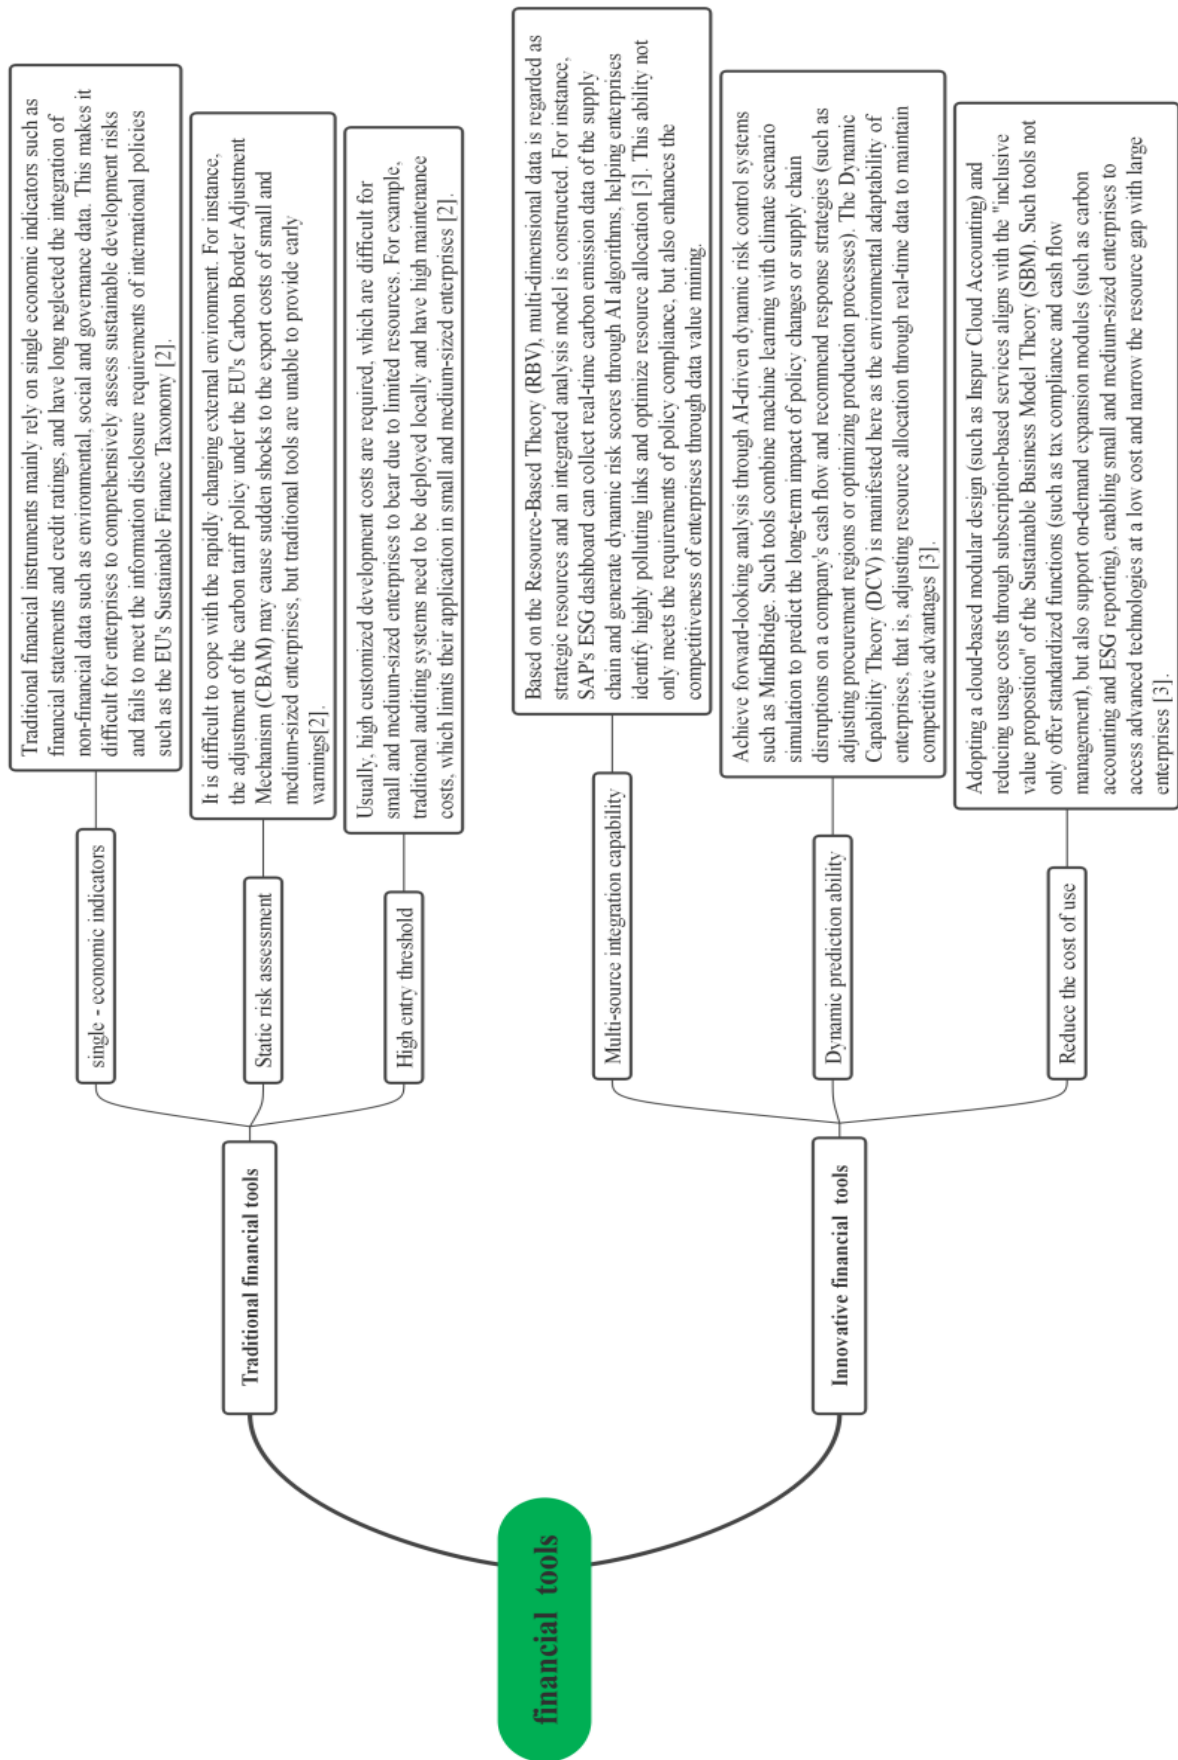 financial tools
Traditional financial tools
single - economic indicators
Traditional financial instruments mainly rely on single economic indicators such as
financial statements and credit ratings, and have long neglected the integration of
non-financial data such as environmental, social and governance data. This makes it
difficult for enterprises to comprehensively assess sustainable development risks
and fails to meet the information disclosure requirements of international policies
such as the EU's Sustainable Finance Taxonomy [2].
Static risk assessment
It is difficult to cope with the rapidly changing external environment. For instance,
the adjustment of the carbon tariff policy under the EU's Carbon Border Adjustment
Mechanism (CBAM) may cause sudden shocks to the export costs of small and
medium-sized enterprises, but traditional tools are unable to provide early
warnings[2].
High entry threshold
Usually, high customized development costs are required, which are difficult for
small and medium-sized enterprises to bear due to limited resources. For example,
traditional auditing systems need to be deployed locally and have high maintenance
costs, which limits their application in small and medium-sized enterprises [2].
Innovative financial tools
Multi-source integration capability
Based on the Resource-Based Theory (RBV), multi-dimensional data is regarded as
strategic resources and an integrated analysis model is constructed. For instance,
SAP's ESG dashboard can collect real-time carbon emission data of the supply
chain and generate dynamic risk scores through AI algorithms, helping enterprises
identify highly polluting links and optimize resource allocation [3]. This ability not
only meets the requirements of policy compliance, but also enhances the
competitiveness of enterprises through data value mining.
Dynamic prediction ability
Achieve forward-looking analysis through AI-driven dynamic risk control systems
such as MindBridge. Such tools combine machine learning with climate scenario
simulation to predict the long-term impact of policy changes or supply chain
disruptions on a company's cash flow and recommend response strategies (such as
adjusting procurement regions or optimizing production processes). The Dynamic
Capability Theory (DCV) is manifested here as the environmental adaptability of
enterprises, that is, adjusting resource allocation through real-time data to maintain
competitive advantages [3].
Reduce the cost of use
Adopting a cloud-based modular design (such as Inspur Cloud Accounting) and
reducing usage costs through subscription-based services aligns with the "inclusive
value proposition" of the Sustainable Business Model Theory (SBM). Such tools not
only offer standardized functions (such as tax compliance and cash flow
management), but also support on-demand expansion modules (such as carbon
accounting and ESG reporting), enabling small and medium-sized enterprises to
access advanced technologies at a low cost and narrow the resource gap with large
enterprises [3].